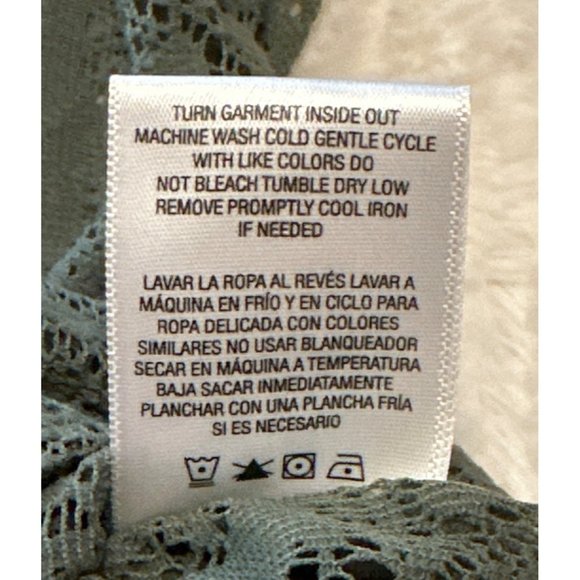 TURN GARMENT INSIDE OUT
MACHINE WASH COLD GENTLE CYCLE
WITH LIKE COLORS DO
NOT BLEACH TUMBLE DRY LOW
REMOVE PROMPTLY COOL IRON
IF NEEDED
LAVAR LA ROPA AL REVÉS LAVAR A
MÁQUINA EN FRÍO Y EN CICLO PARA
ROPA DELICADA CON COLORES
SIMILARES NO USAR BLANQUEADOR
SECAR EN MÁQUINA A TEMPERATURA
BAJA SACAR INMEDIATAMENTE
PLANCHAR CON UNA PLANCHA FRÍA
SI ES NECESARIO